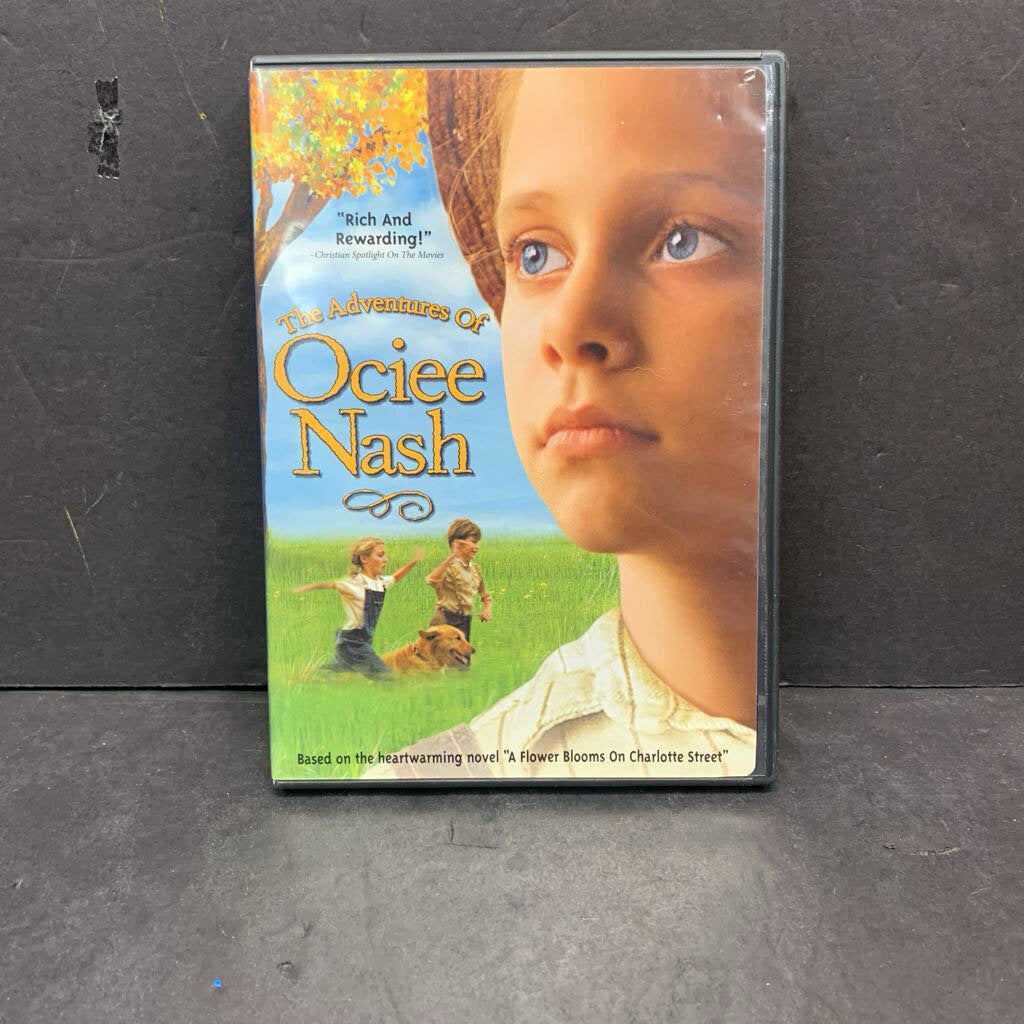 "Rich And
Rewarding!"
-Christian Spotlight On The Movies
The Adventures Of
Ociee
Nash
Based on the heartwarming novel "A Flower Blooms On Charlotte Street"